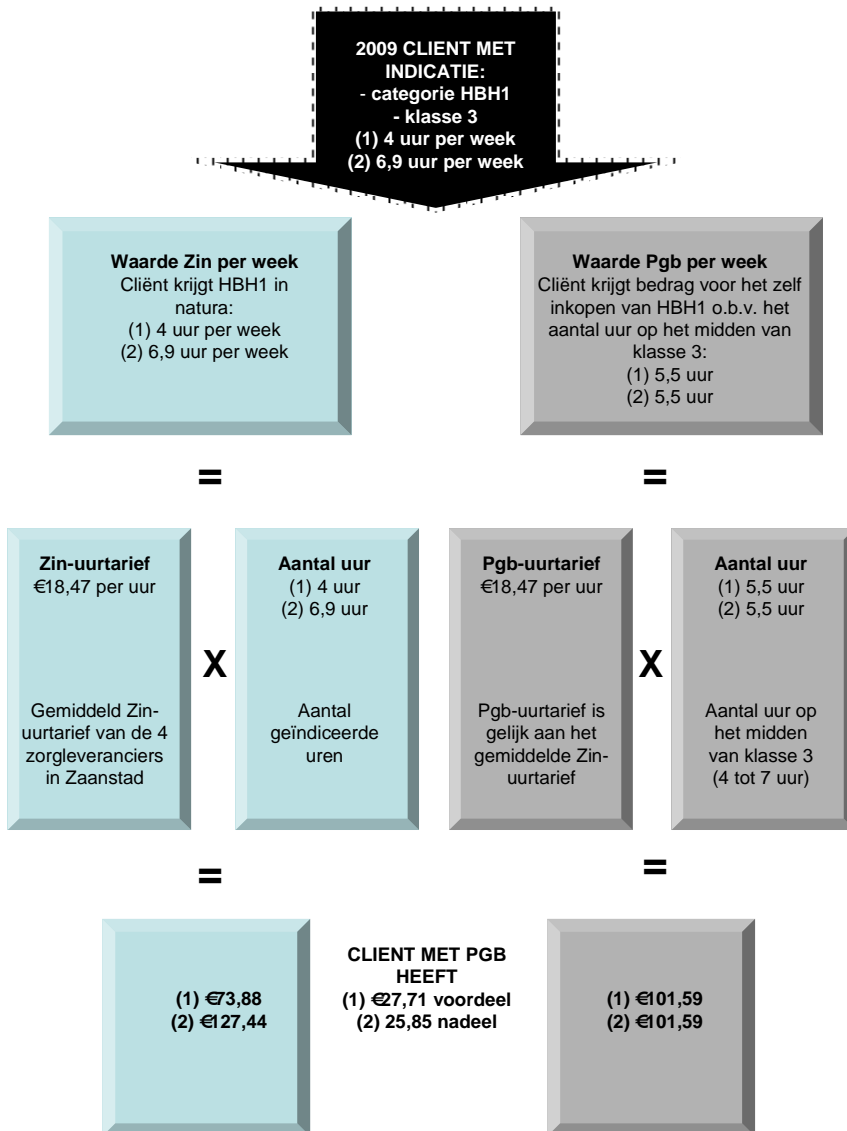 2009 CLIENT MET
INDICATIE:
- categorie HBH1
- klasse 3
(1) 4 uur per week
(2) 6,9 uur per week
Waarde Zin per week
Cliënt krijgt HBH1 in
natura:
(1) 4 uur per week
(2) 6,9 uur per week
Waarde Pgb per week
Cliënt krijgt bedrag voor het zelf
inkopen van HBH1 o.b.v. het
aantal uur op het midden van
klasse 3:
(1) 5,5 uur
(2) 5,5 uur
=
=
Zin-uurtarief
€18,47 per uur
Gemiddeld Zin-
uurtarief van de 4
zorgleveranciers
in Zaanstad
X
Aantal uur
(1) 4 uur
(2) 6,9 uur
Aantal
geïndiceerde
uren
Pgb-uurtarief
€18,47 per uur
Pgb-uurtarief is
gelijk aan het
gemiddelde Zin-
uurtarief
X
Aantal uur
(1) 5,5 uur
(2) 5,5 uur
Aantal uur op
het midden
van klasse 3
(4 tot 7 uur)
=
=
(1) €73,88
(2) €127,44
CLIENT MET PGB
HEEFT
(1) €27,71 voordeel
(2) 25,85 nadeel
(1) €101,59
(2) €101,59